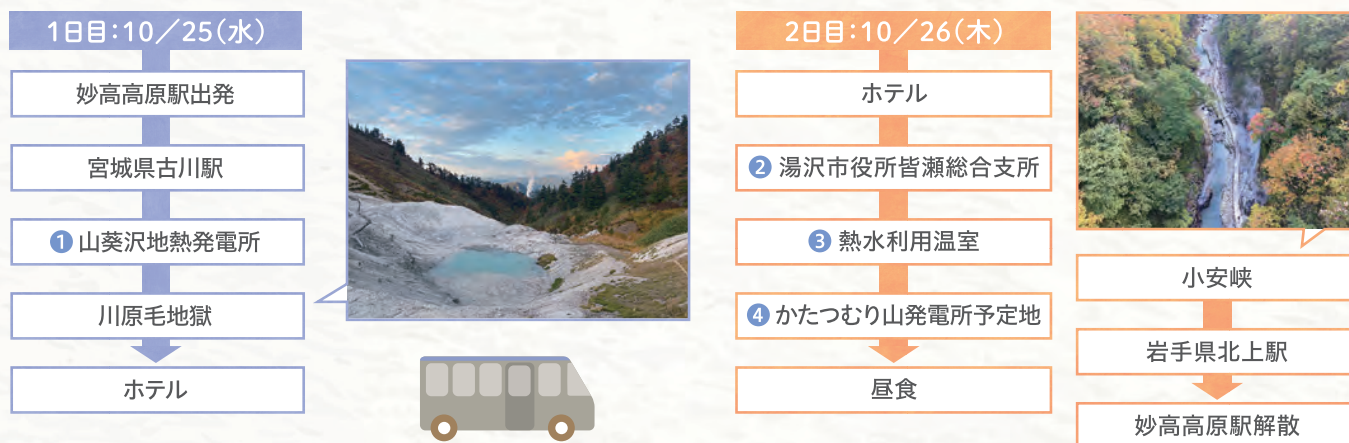 1日目:10／25(水)
妙高高原駅出発
宮城県古川駅
❶ 山葵沢地熱発電所
川原毛地獄
ホテル
2日目:10／26(木)
ホテル
❷ 湯沢市役所皆瀬総合支所
❸ 熱水利用温室
❹ かたつむり山発電所予定地
昼食
小安峡
岩手県北上駅
妙高高原駅解散